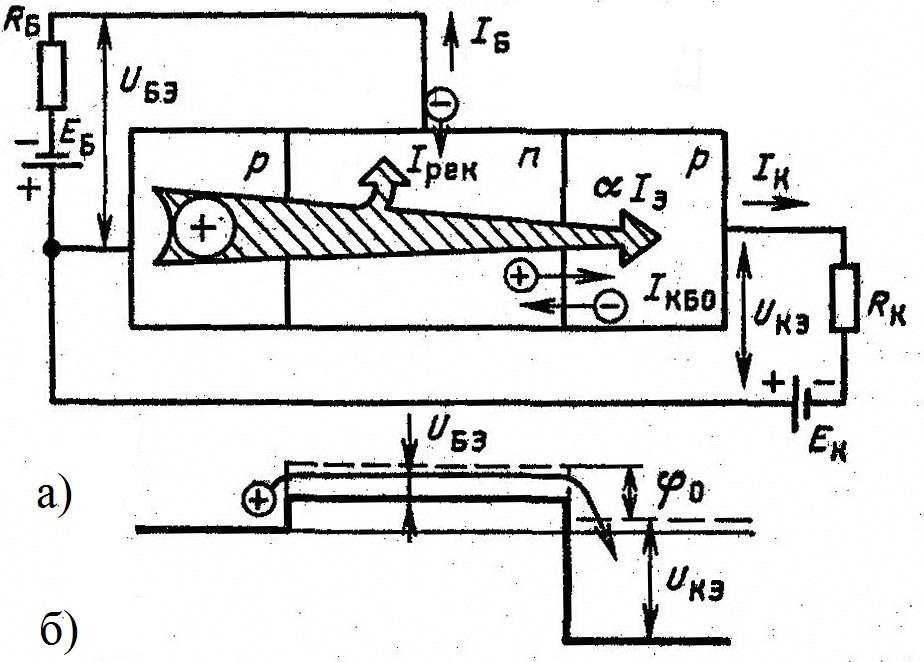 RБ
IБ
UБЭ
− EБ
+
−
p
n
p
Iрек
αIЭ
IК
+
+
IКБО
−
UКЭ
RК
+
−
EК
UБЭ
а)
+
φ0
UКЭ
б)